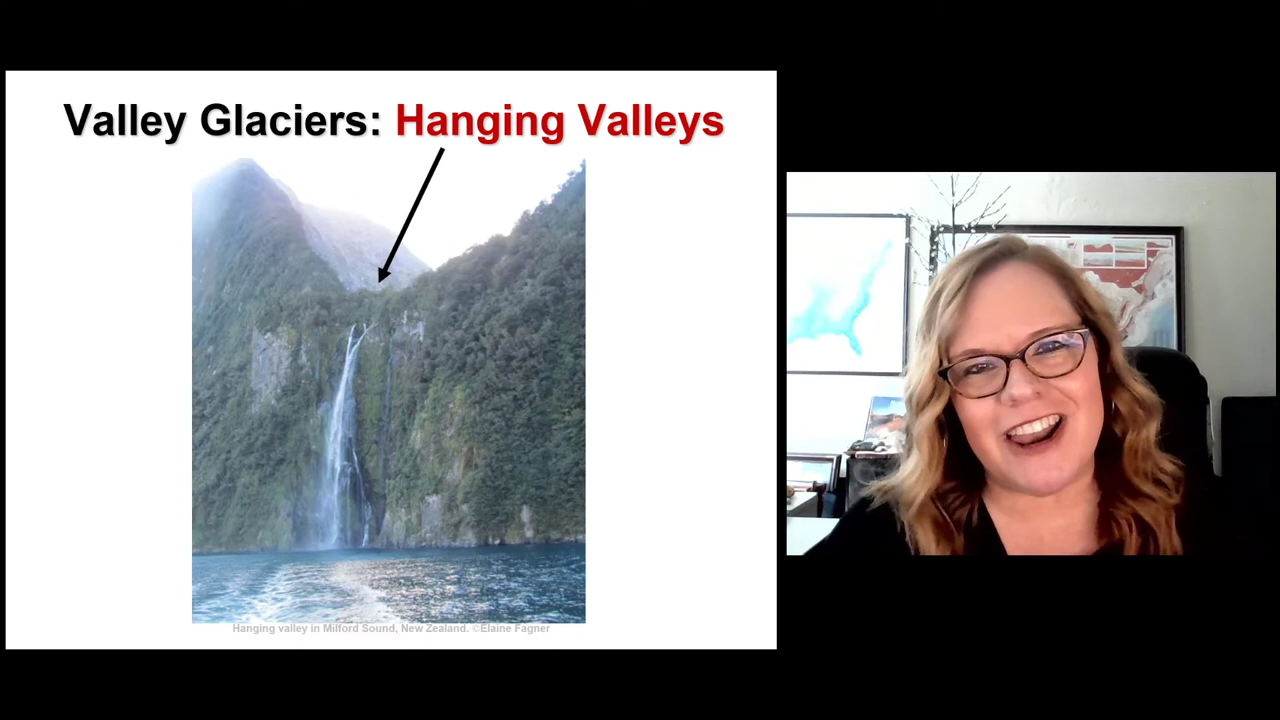 Valley Glaciers: Hanging Valleys
Hanging valley in Milford Sound, New Zealand. ©Elaine Fagner